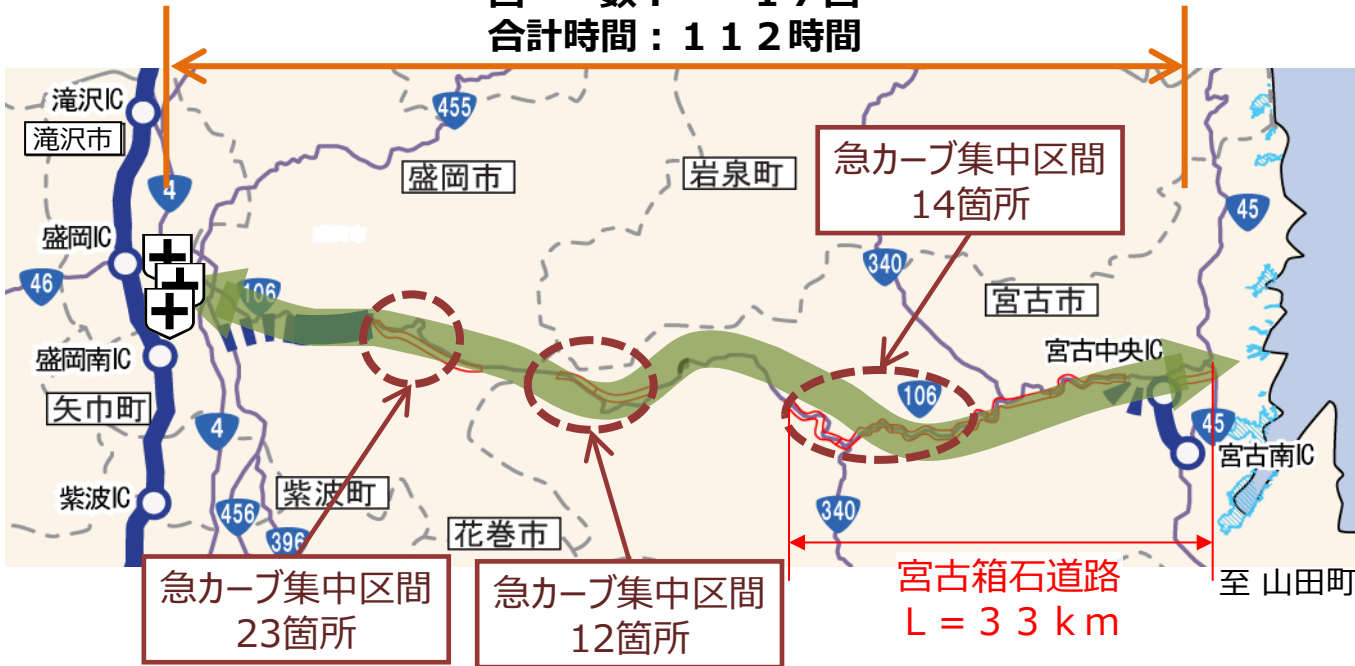 合計時間：１１２時間
滝沢IC
滝沢市
455
4
盛岡市
岩泉町
急カーブ集中区間
14箇所
45
盛岡IC
46
106
340
宮古市
宮古中央IC
盛岡南IC
矢巾町
106
4
45
宮古南IC
紫波IC
紫波町
456
396
花巻市
340
急カーブ集中区間
23箇所
急カーブ集中区間
12箇所
宮古箱石道路
Ｌ＝３３ｋｍ
至 山田町